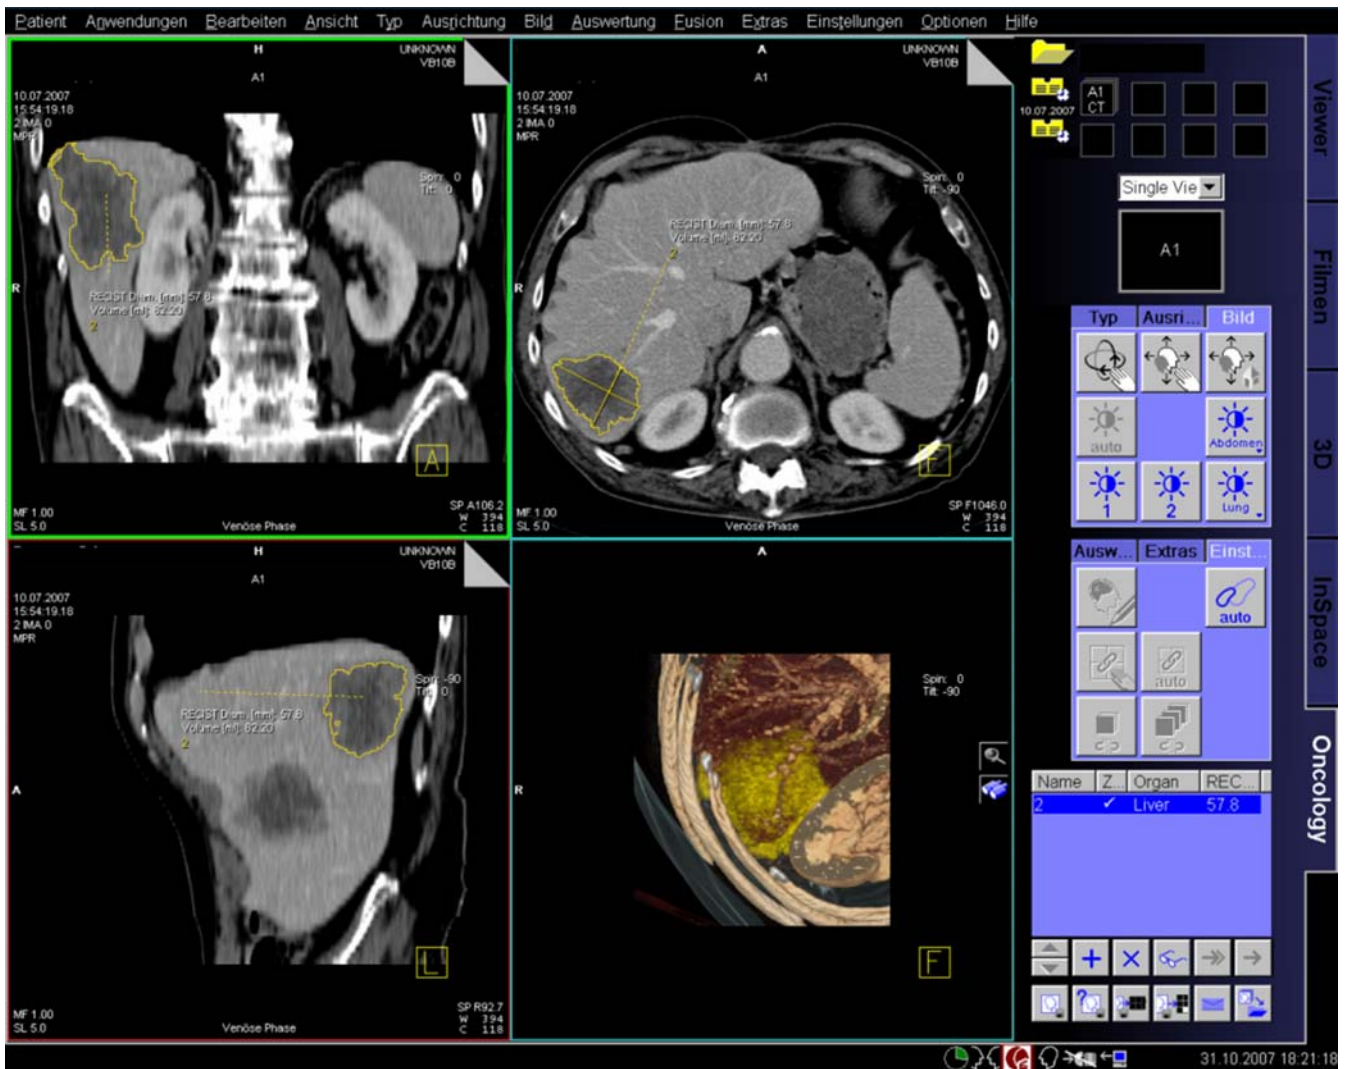 Patient Anwendungen Bearbeiten Ansicht Typ Ausrichtung Bild Auswertung Fusion Extras Einstellungen Optionen Hilfe
H
UNKNOWN
VB10B
A1
10.07.2007
15:54:19.18
2 IMA 0
MPR
Spin: 0
Tilt: 0
R
RECIST Diam. [mm]: 57.8
Volume [ml]: 82.20
2
A
MF 1.00
SL 5.0
Venöse Phase
SP A106.2
W 394
C 118
A
UNKNOWN
VB10B
A1
10.07.2007
15:54:19.18
2 IMA 0
MPR
Spin: 0
Tilt: -90
RECIST Diam. [mm]: 57.8
Volume [ml]: 82.20
2
R
F
MF 1.00
SL 5.0
Venöse Phase
SP F1046.0
W 394
C 118
H
UNKNOWN
VB10B
A1
10.07.2007
15:54:19.18
2 IMA 0
MPR
Spin: -90
Tilt: 0
RECIST Diam. [mm]: 57.8
Volume [ml]: 82.20
2
A
L
MF 1.00
SL 5.0
Venöse Phase
SP R92.7
W 394
C 118
A
Spin: 0
Tilt: -90
R
F
10.07.2007
A1
CT
Single Vie
A1
Typ Ausri... Bild
auto
Abdomen
1
2
Lung
Ausw... Extras Einst...
auto
auto
Name Z... Organ REC...
2 Liver 57.8
Viewer
Filmen
3D
InSpace
Oncology
31.10.2007 18:21:18